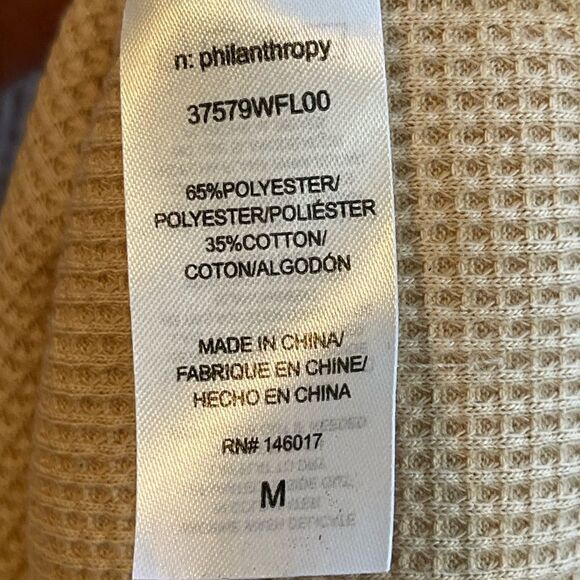 n: philanthropy
37579WFL00
65%POLYESTER/
POLYESTER/POLIÉSTER
35%COTTON/
COTON/ALGODÓN
MADE IN CHINA/
FABRIQUE EN CHINE/
HECHO EN CHINA
RN# 146017
M